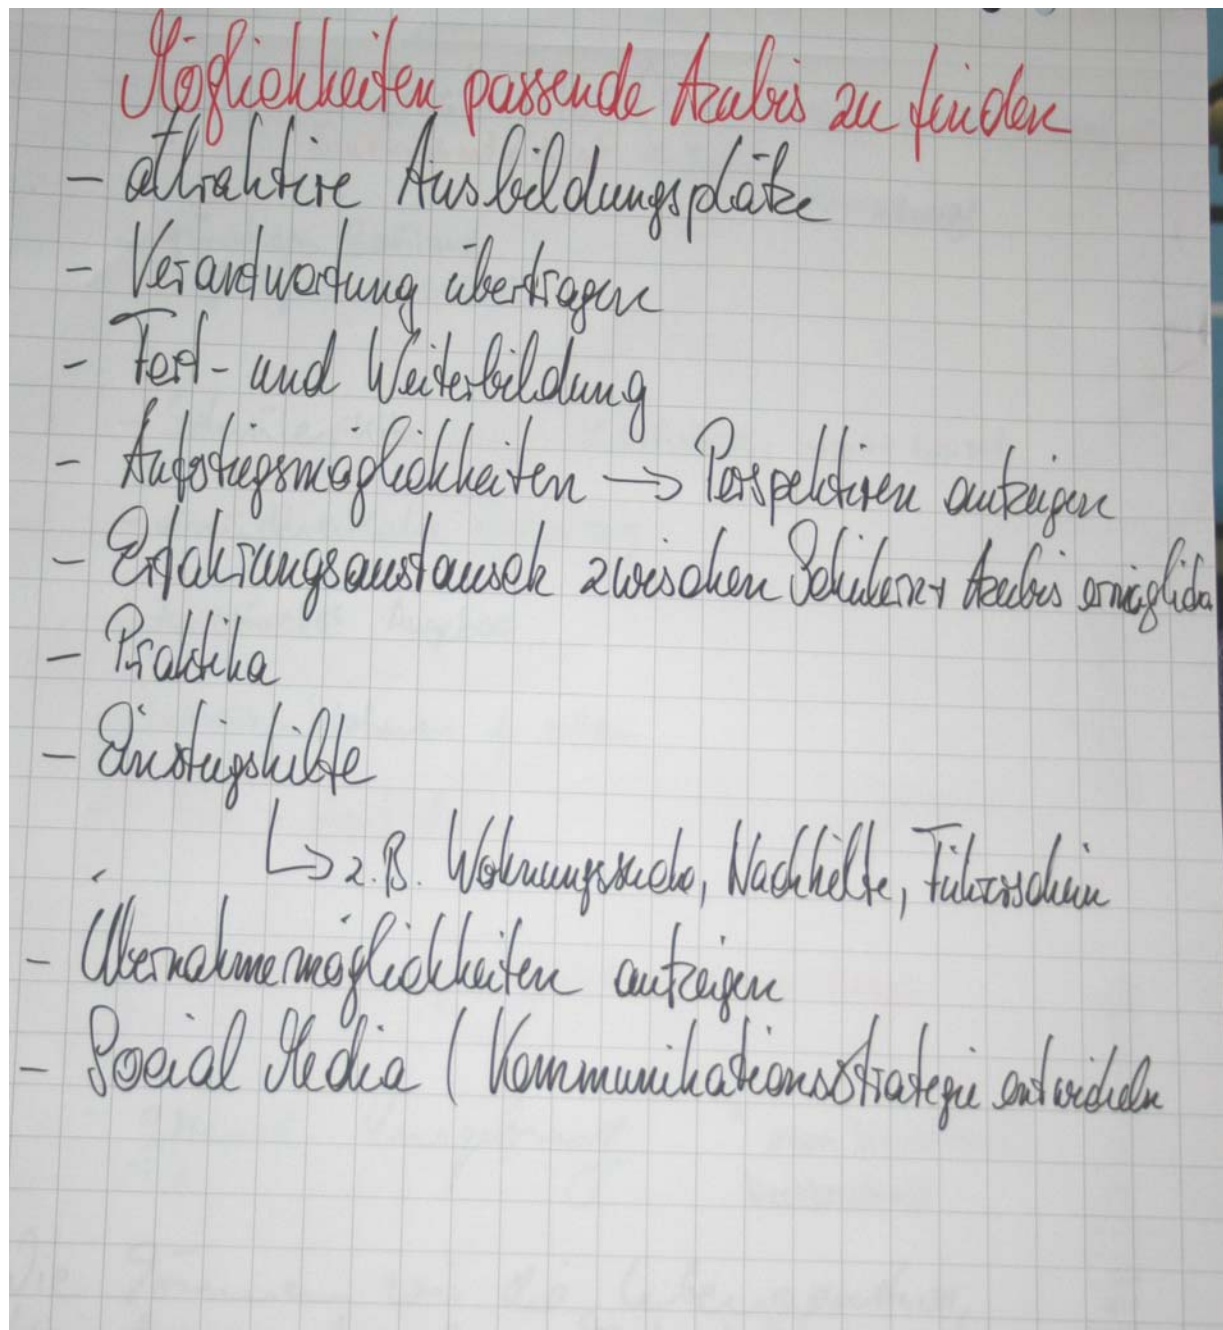 Möglichkeiten passende Azubis zu finden
- attraktive Ausbildungsplätze
- Verantwortung übertragen
- Fort- und Weiterbildung
- Aufstiegsmöglichkeiten → Perspektiven aufzeigen
- Erfahrungsaustausch zwischen Schülern + Azubis ermöglichen
- Praktika
- Einstiegshilfe
↳ z.B. Wohnungssuche, Nachhilfe, Führerschein
- Übernahmemöglichkeiten aufzeigen
- Social Media / Kommunikationsstrategie entwickeln